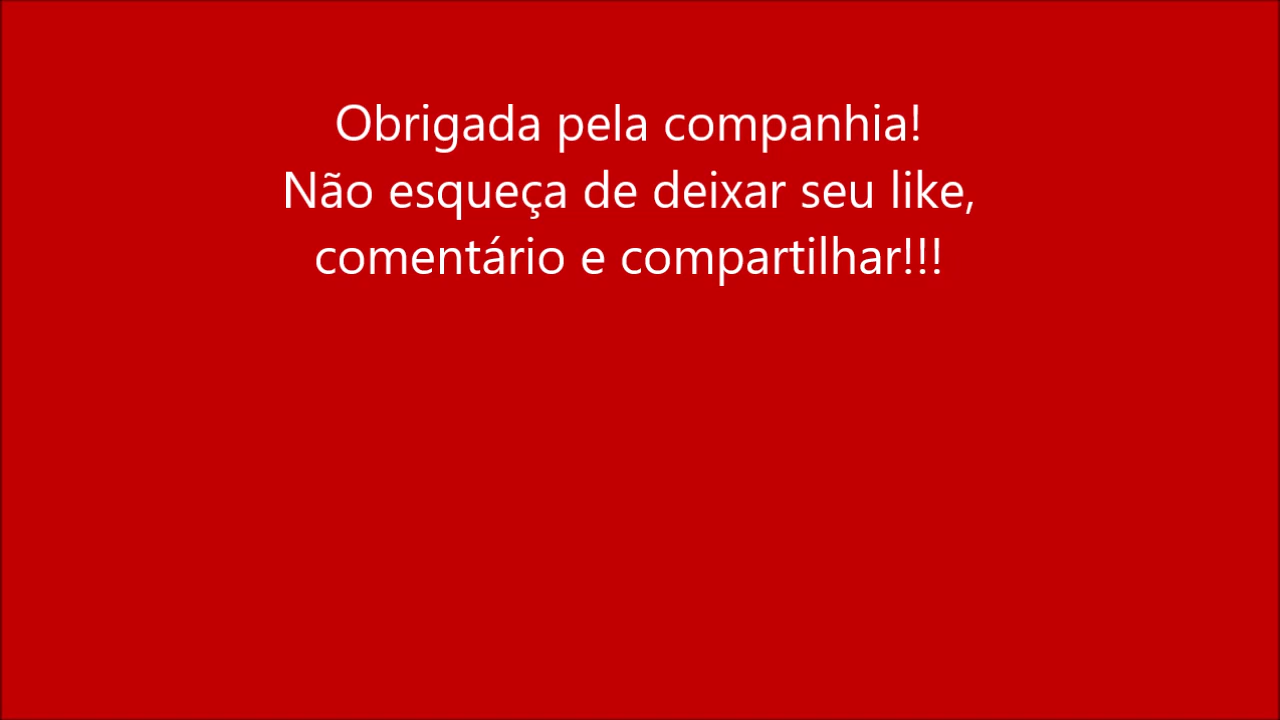 Obrigada pela companhia!
Não esqueça de deixar seu like,
comentário e compartilhar!!!